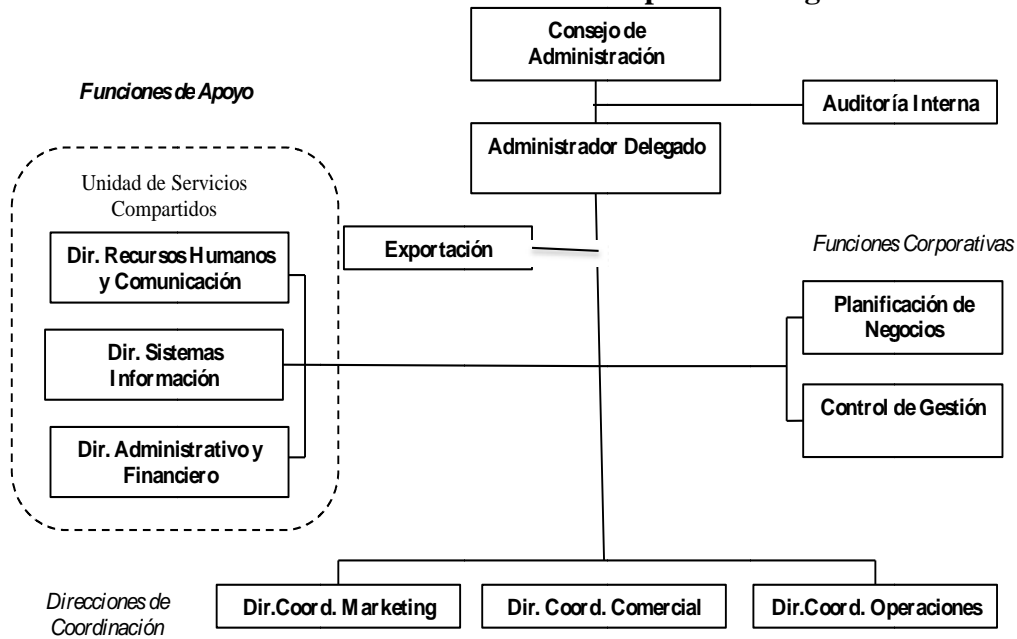 Consejo de
Administración
Funciones de Apoyo
Auditoría Interna
Administrador Delegado
Unidad de Servicios
Compartidos
Exportación
Funciones Corporativas
Dir. Recursos Humanos
y Comunicación
Planificación de
Negocios
Dir. Sistemas
Información
Control de Gestión
Dir. Administrativo y
Financiero
Direcciones de
Coordinación
Dir.Coord. Marketing
Dir. Coord. Comercial
Dir.Coord. Operaciones